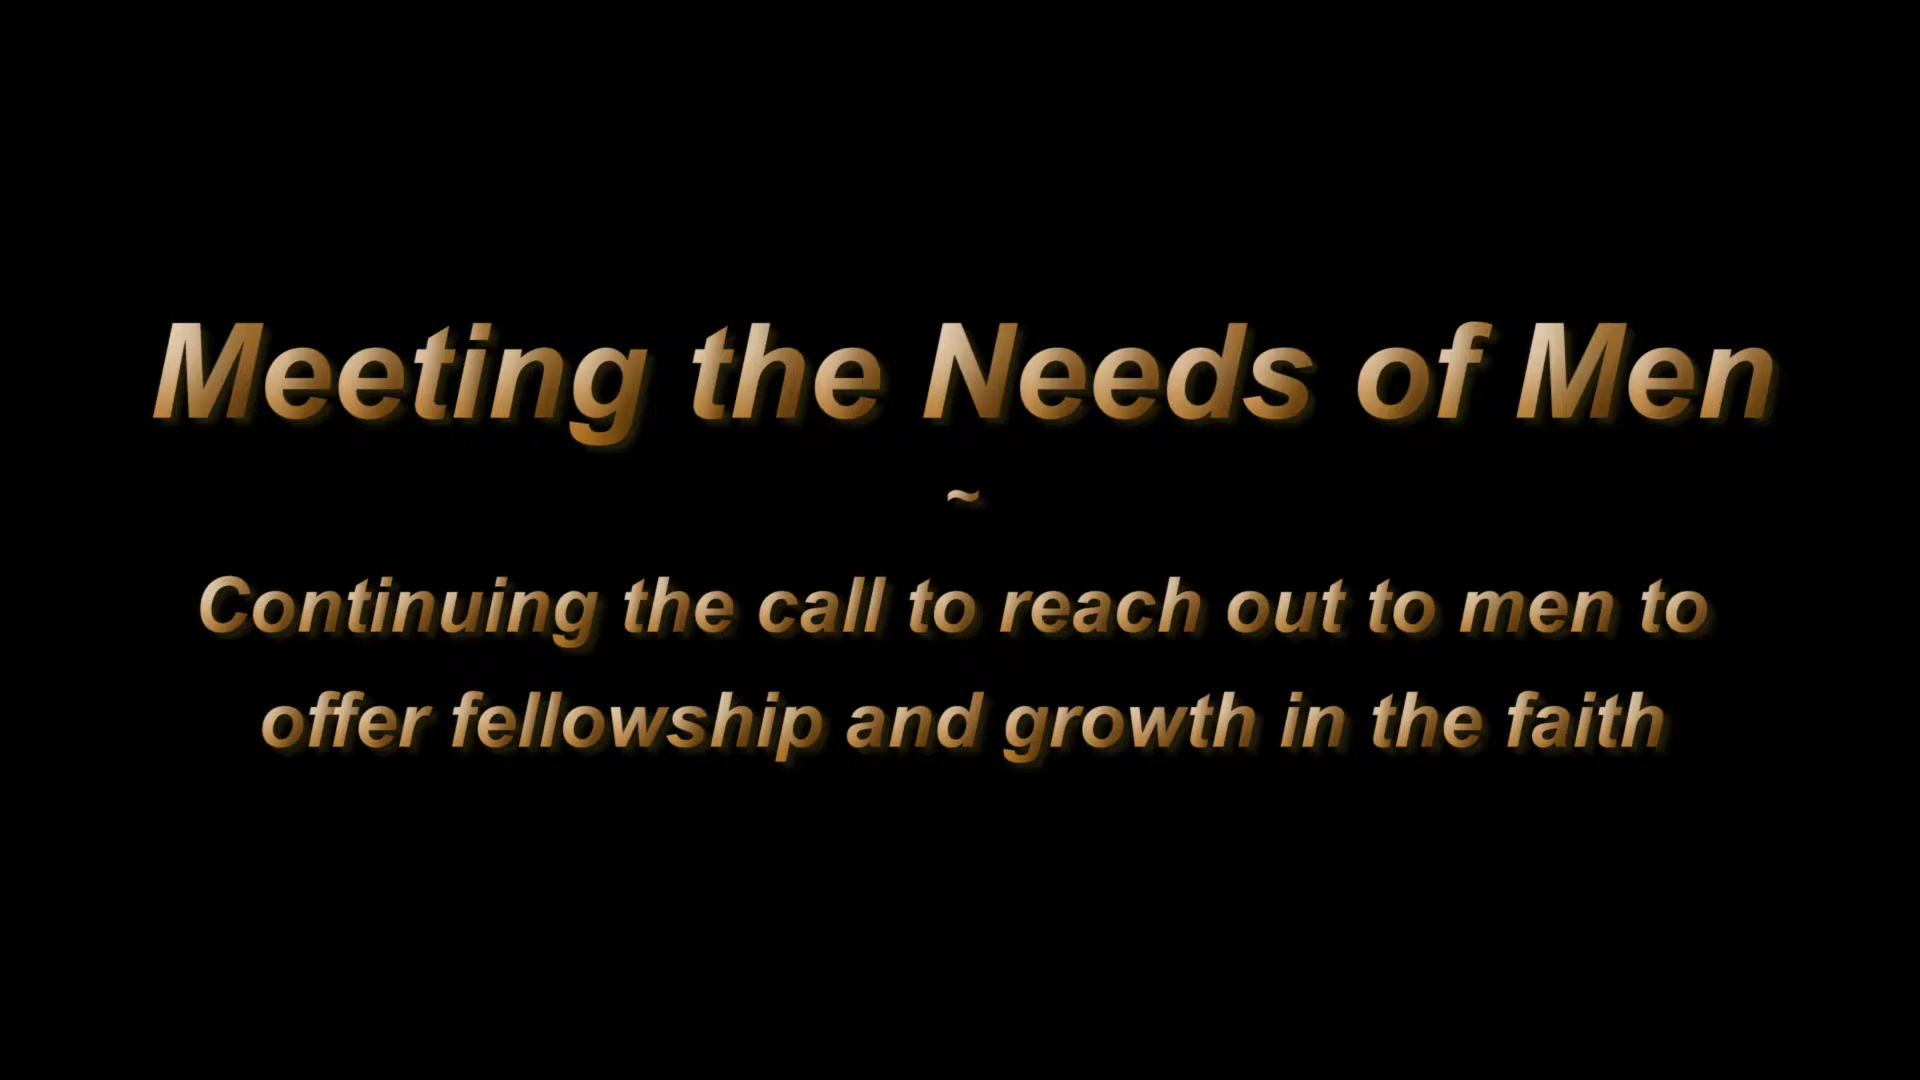 Meeting the Needs of Men
~
Continuing the call to reach out to men to
offer fellowship and growth in the faith